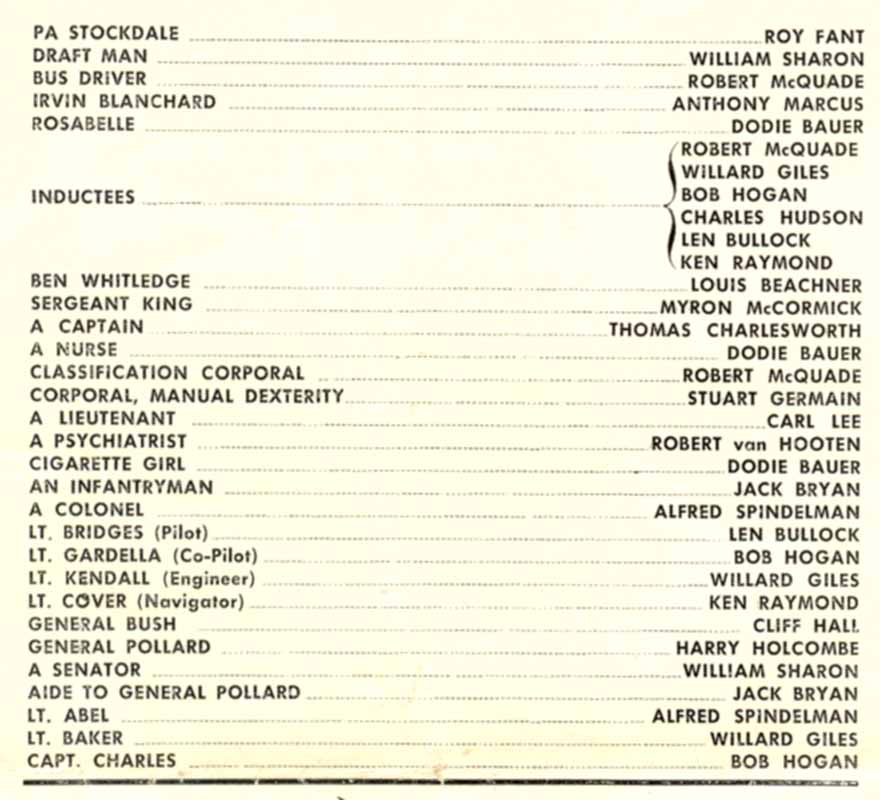 PA STOCKDALE ROY FANT
DRAFT MAN WILLIAM SHARON
BUS DRIVER ROBERT McQUADE
IRVIN BLANCHARD ANTHONY MARCUS
ROSABELLE DODIE BAUER
ROBERT McQUADE
WILLARD GILES
BOB HOGAN
INDUCTEES
CHARLES HUDSON
LEN BULLOCK
KEN RAYMOND
BEN WHITLEDGE LOUIS BEACHNER
SERGEANT KING MYRON McCORMICK
A CAPTAIN THOMAS CHARLESWORTH
A NURSE DODIE BAUER
CLASSIFICATION CORPORAL ROBERT McQUADE
CORPORAL, MANUAL DEXTERITY STUART GERMAIN
A LIEUTENANT CARL LEE
A PSYCHIATRIST ROBERT van HOOTEN
CIGARETTE GIRL DODIE BAUER
AN INFANTRYMAN JACK BRYAN
A COLONEL ALFRED SPINDELMAN
LT. BRIDGES (Pilot) LEN BULLOCK
LT. GARDELLA (Co-Pilot) BOB HOGAN
LT. KENDALL (Engineer) WILLARD GILES
LT. COVER (Navigator) KEN RAYMOND
GENERAL BUSH CLIFF HALL
GENERAL POLLARD HARRY HOLCOMBE
A SENATOR WILLIAM SHARON
AIDE TO GENERAL POLLARD JACK BRYAN
LT. ABEL ALFRED SPINDELMAN
LT. BAKER WILLARD GILES
CAPT. CHARLES BOB HOGAN